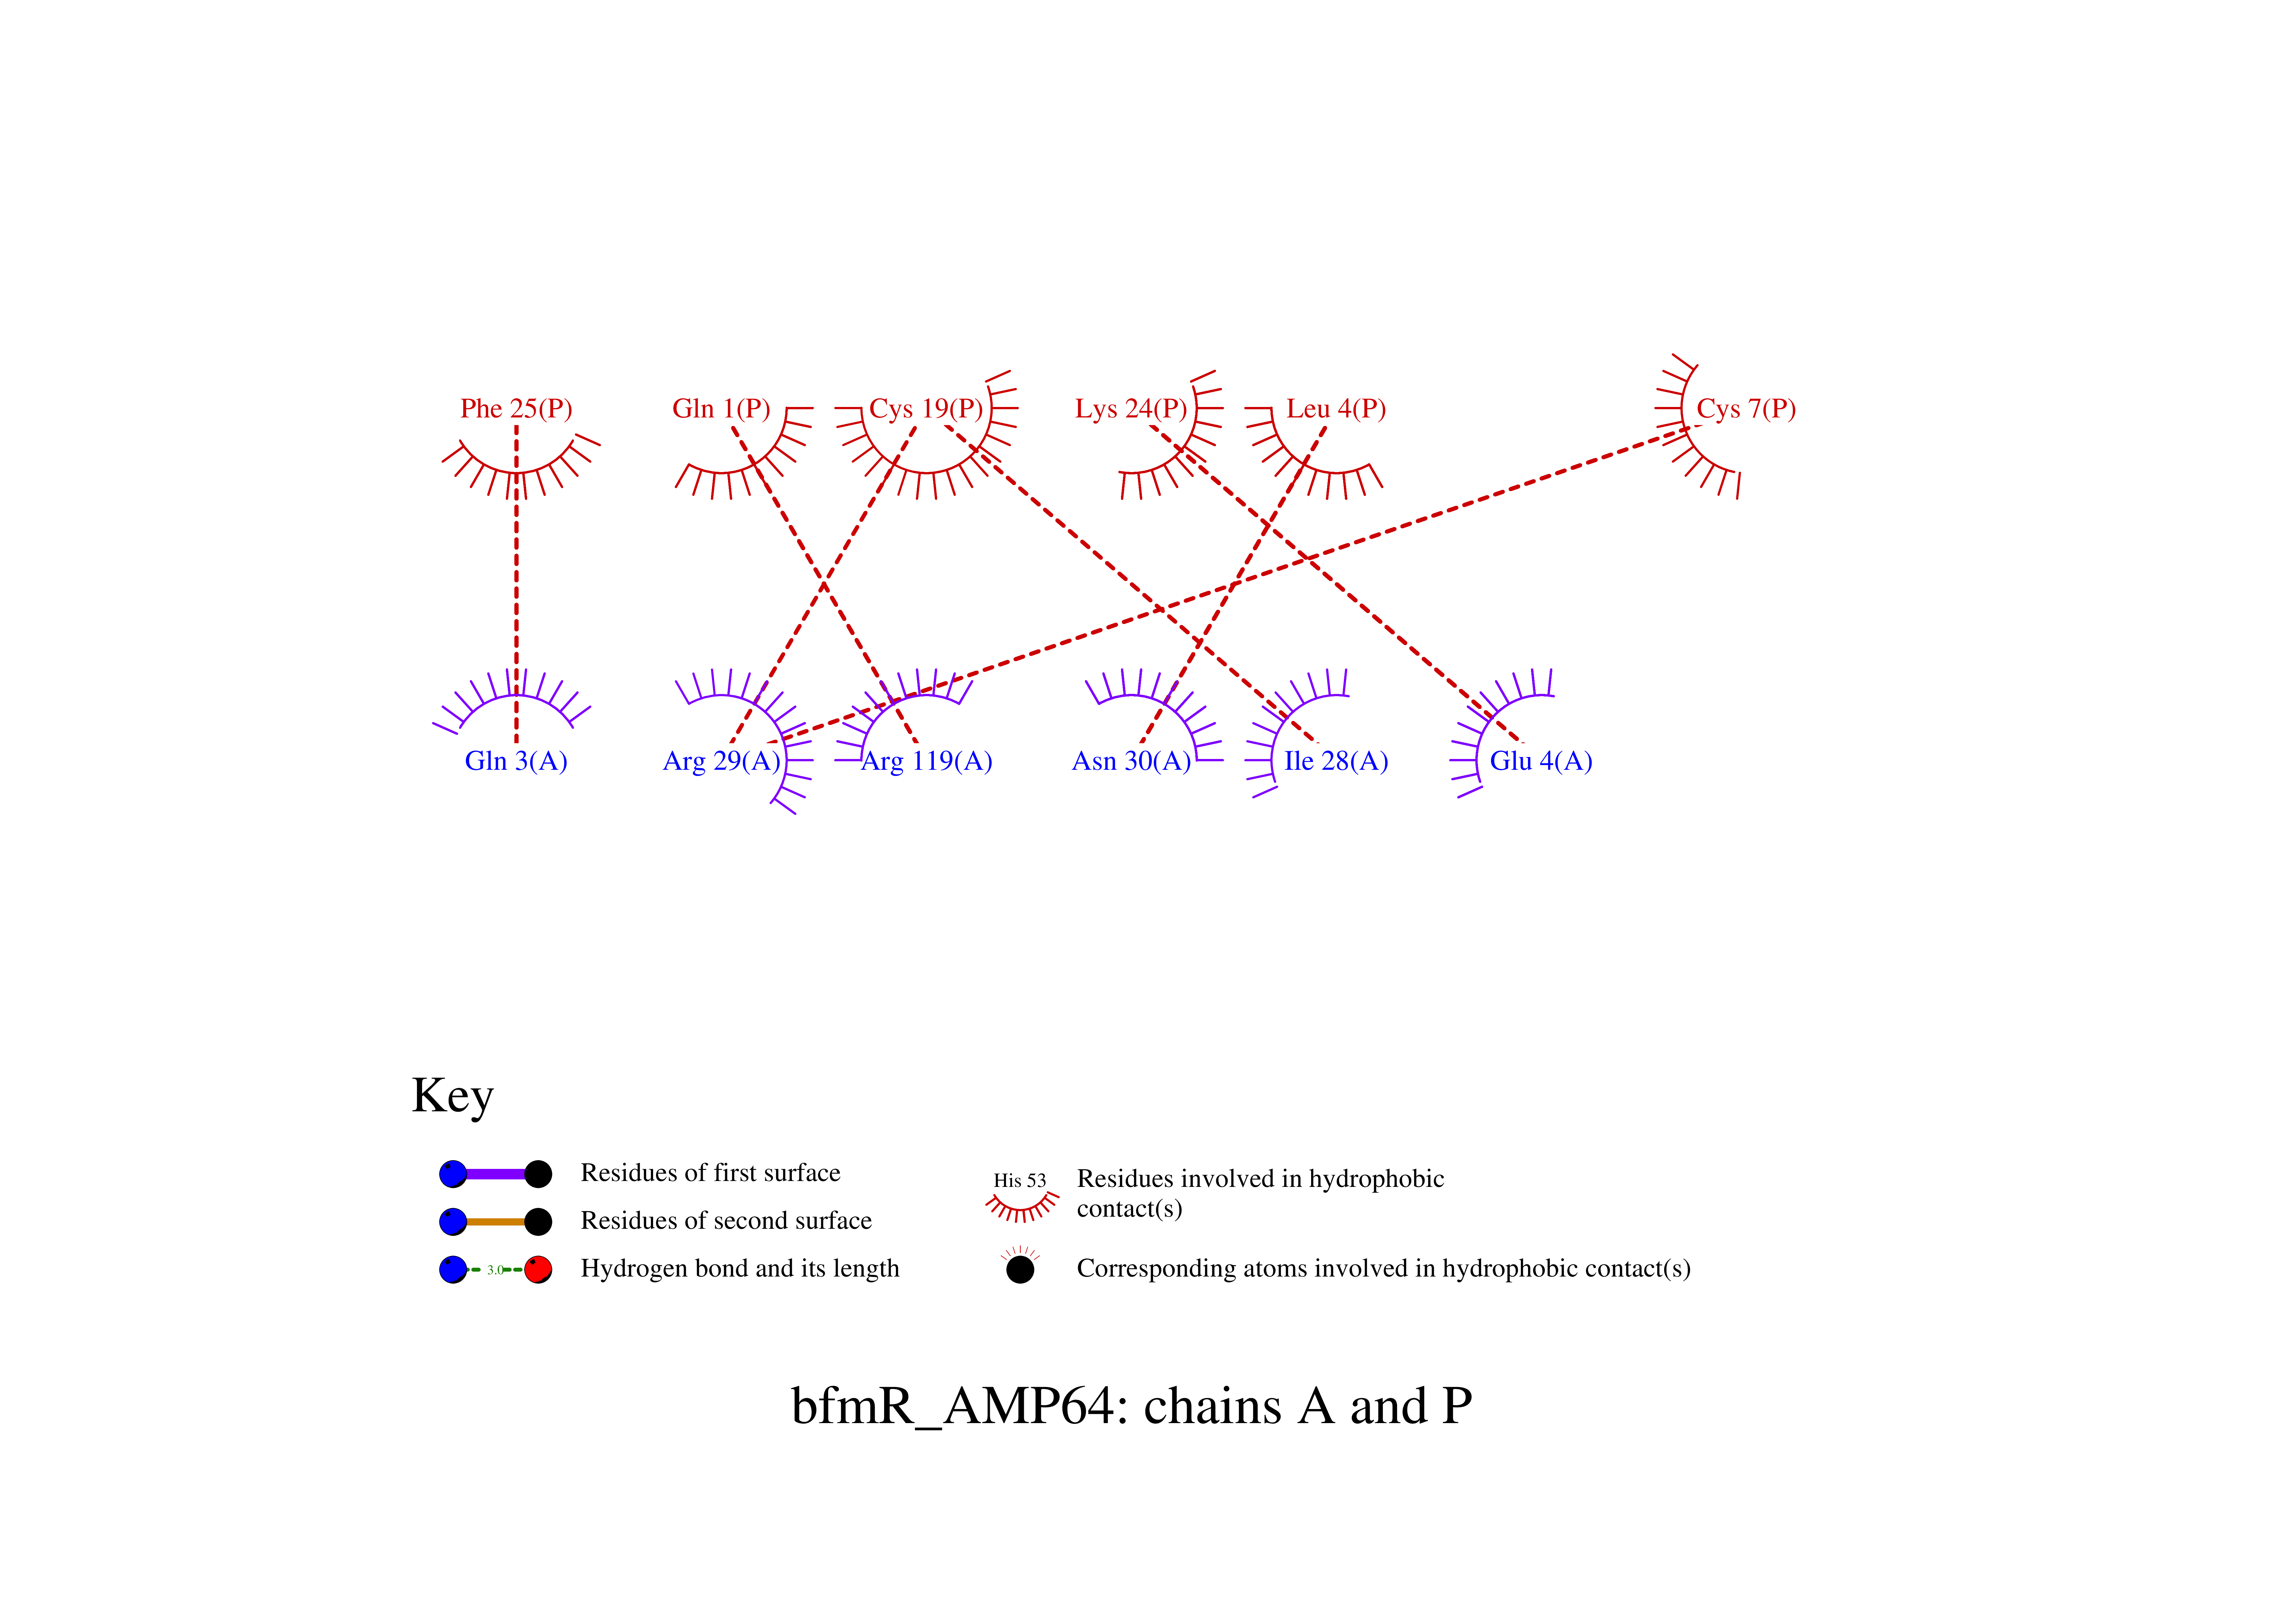 Phe 25(P) Gln 1(P) Cys 19(P) Lys 24(P) Leu 4(P) Cys 7(P)
Gln 3(A) Arg 29(A) Arg 119(A) Asn 30(A) Ile 28(A) Glu 4(A)
Key
Residues of first surface
Residues of second surface
3.0 Hydrogen bond and its length
His 53 Residues involved in hydrophobic
contact(s)
Corresponding atoms involved in hydrophobic contact(s)
bfmR_AMP64: chains A and P